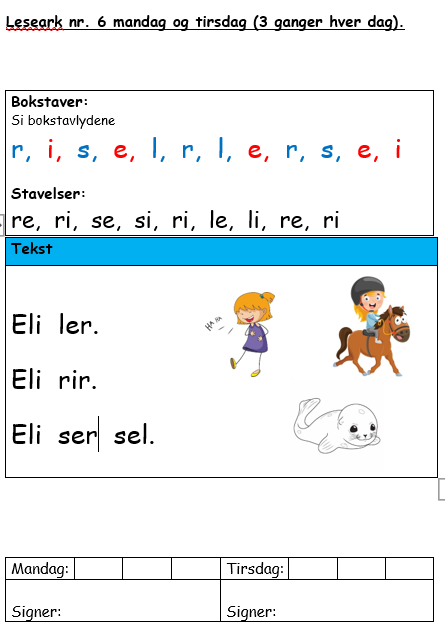 Leseark nr. 6 mandag og tirsdag (3 ganger hver dag).
Bokstaver:
Si bokstavlydene
r, i, s, e, l, r, l, e, r, s, e, i
Stavelser:
re, ri, se, si, ri, le, li, re, ri
Tekst
HA HA
Eli ler.
Eli rir.
Eli ser sel.
Mandag: Tirsdag:
Signer: Signer: